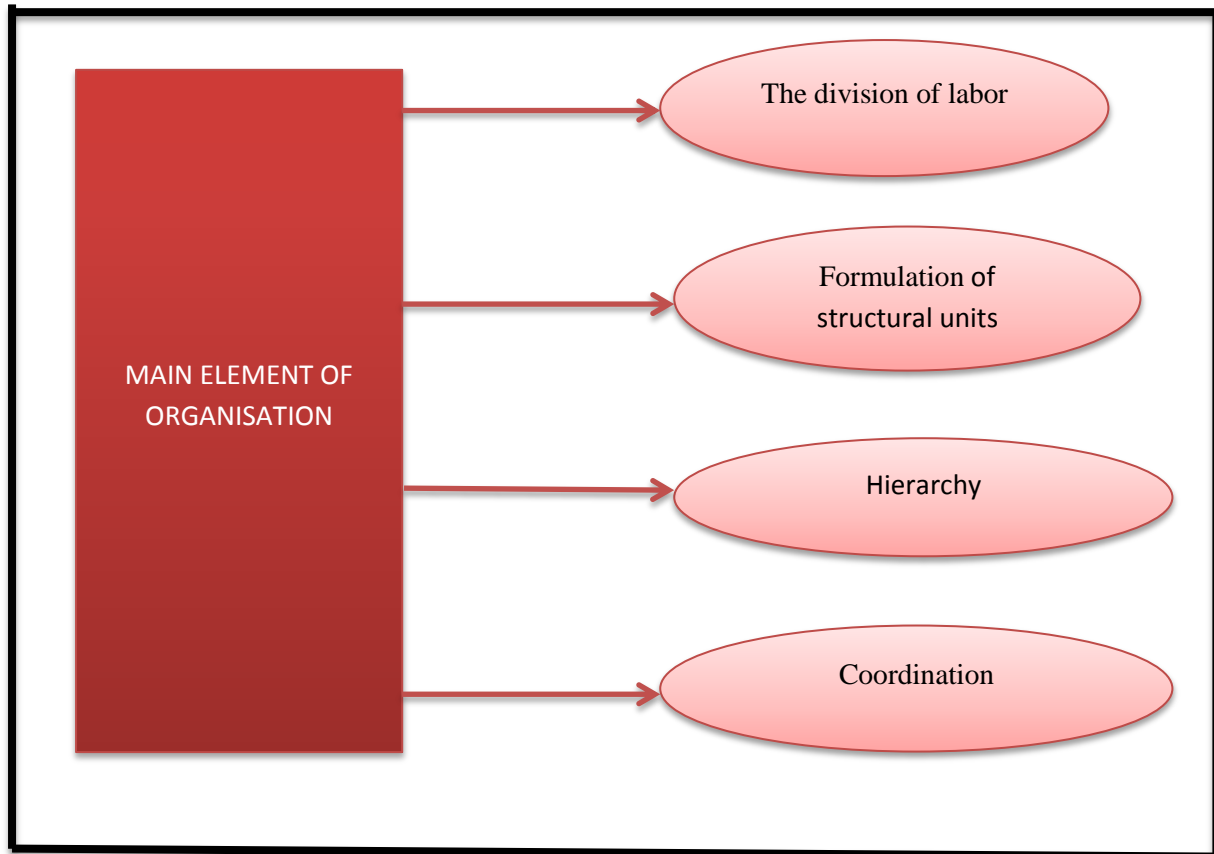 MAIN ELEMENT OF
ORGANISATION
The division of labor
Formulation of
structural units
Hierarchy
Coordination